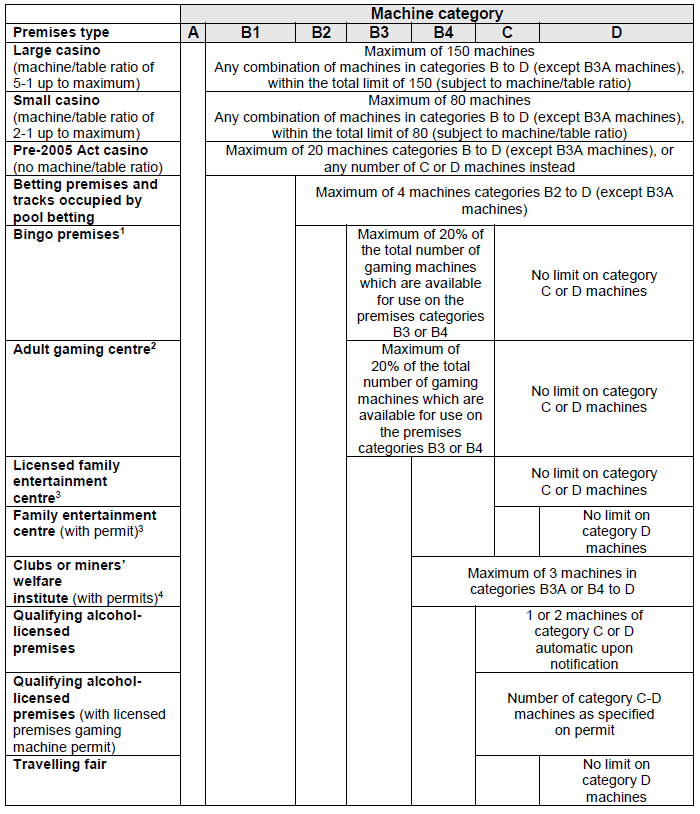 Machine category
Premises type A B1 B2 B3 B4 C D
Large casino
(machine/table ratio of
5-1 up to maximum)
Maximum of 150 machines
Any combination of machines in categories B to D (except B3A machines),
within the total limit of 150 (subject to machine/table ratio)
Small casino
(machine/table ratio of
2-1 up to maximum)
Maximum of 80 machines
Any combination of machines in categories B to D (except B3A machines),
within the total limit of 80 (subject to machine/table ratio)
Pre-2005 Act casino
(no machine/table ratio)
Maximum of 20 machines categories B to D (except B3A machines), or
any number of C or D machines instead
Betting premises and
tracks occupied by
pool betting
Maximum of 4 machines categories B2 to D (except B3A
machines)
Bingo premises1
Maximum of 20% of
the total number of
gaming machines
which are available
for use on the
premises categories
B3 or B4
No limit on category
C or D machines
Adult gaming centre2
Maximum of
20% of the total
number of gaming
machines which are
available for use on
the premises
categories B3 or B4
No limit on category
C or D machines
Licensed family
entertainment
centre3
No limit on category
C or D machines
Family entertainment
centre (with permit)3
No limit on
category D
machines
Clubs or miners'
welfare
institute (with permits)4
Maximum of 3 machines in
categories B3A or B4 to D
Qualifying alcohol-
licensed
premises
1 or 2 machines of
category C or D
automatic upon
notification
Qualifying alcohol-
licensed
premises (with licensed
premises gaming
machine permit)
Number of category C-D
machines as specified
on permit
Travelling fair
No limit on
category D
machines